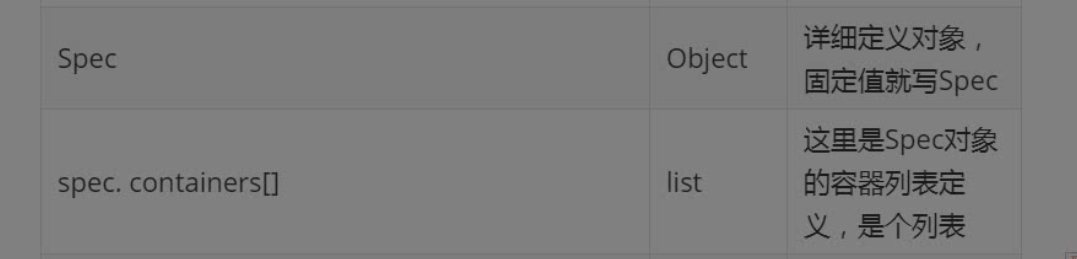 Spec
Object
详细定义对象，
固定值就写Spec
spec. containers[]
list
这里是Spec对象
的容器列表定
义，是个列表